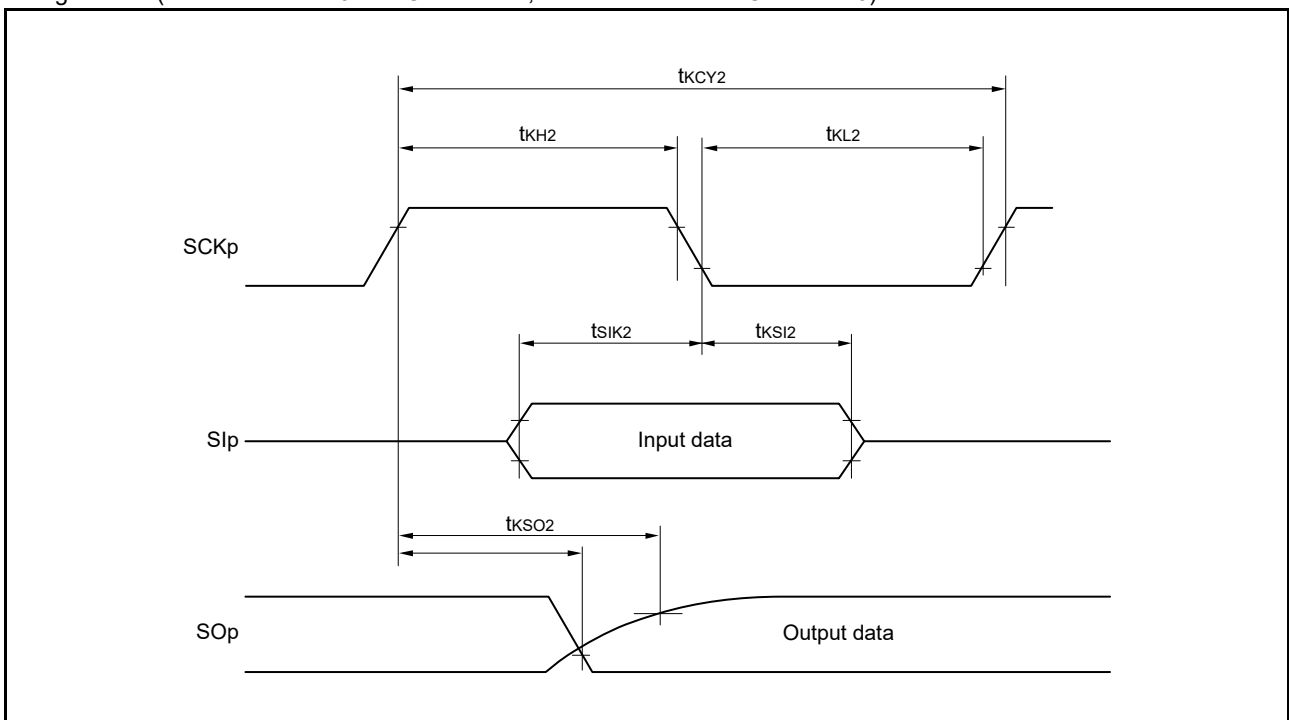 tKCY2
tKH2
tKL2
SCKp
tSIK2
tKSI2
SIp
Input data
tKSO2
SOp
Output data